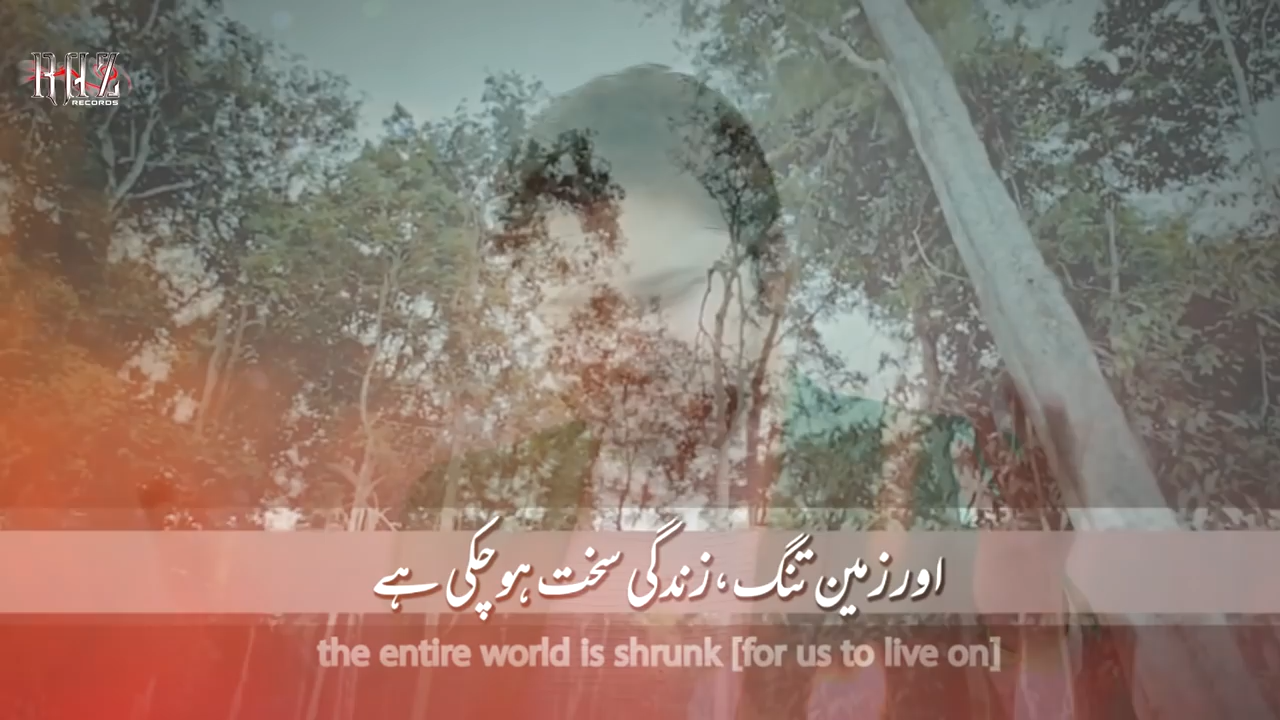 RAZ
RECORDS
اور زمین تنگ، زندگی سخت ہو چکی ہے
the entire world is shrunk [for us to live on]